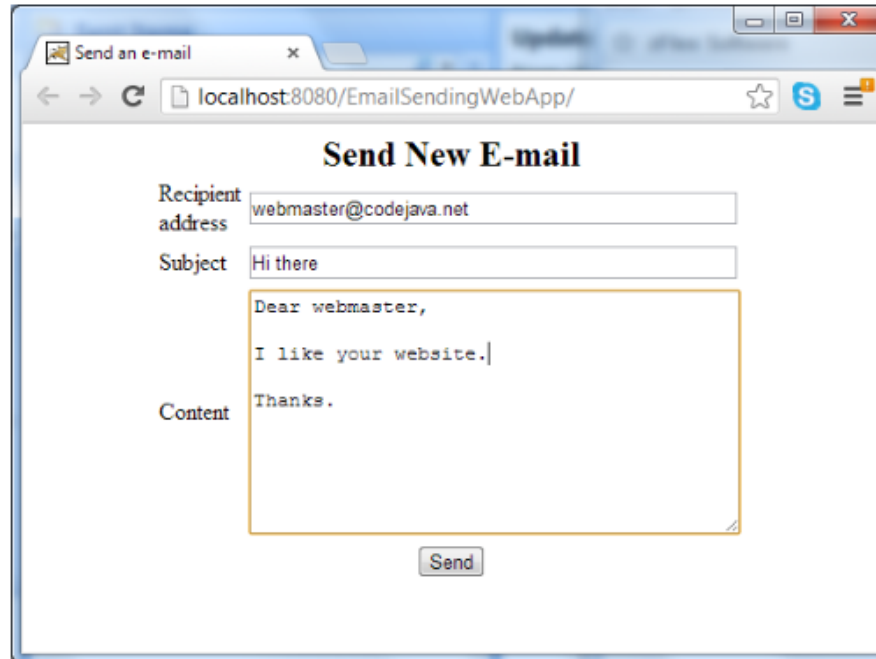 Send an e-mail
localhost:8080/EmailSendingWebApp/
Send New E-mail
Recipient
address
webmaster@codejava.net
Subject
Hi there
Dear webmaster,
I like your website.
Content
Thanks.
Send